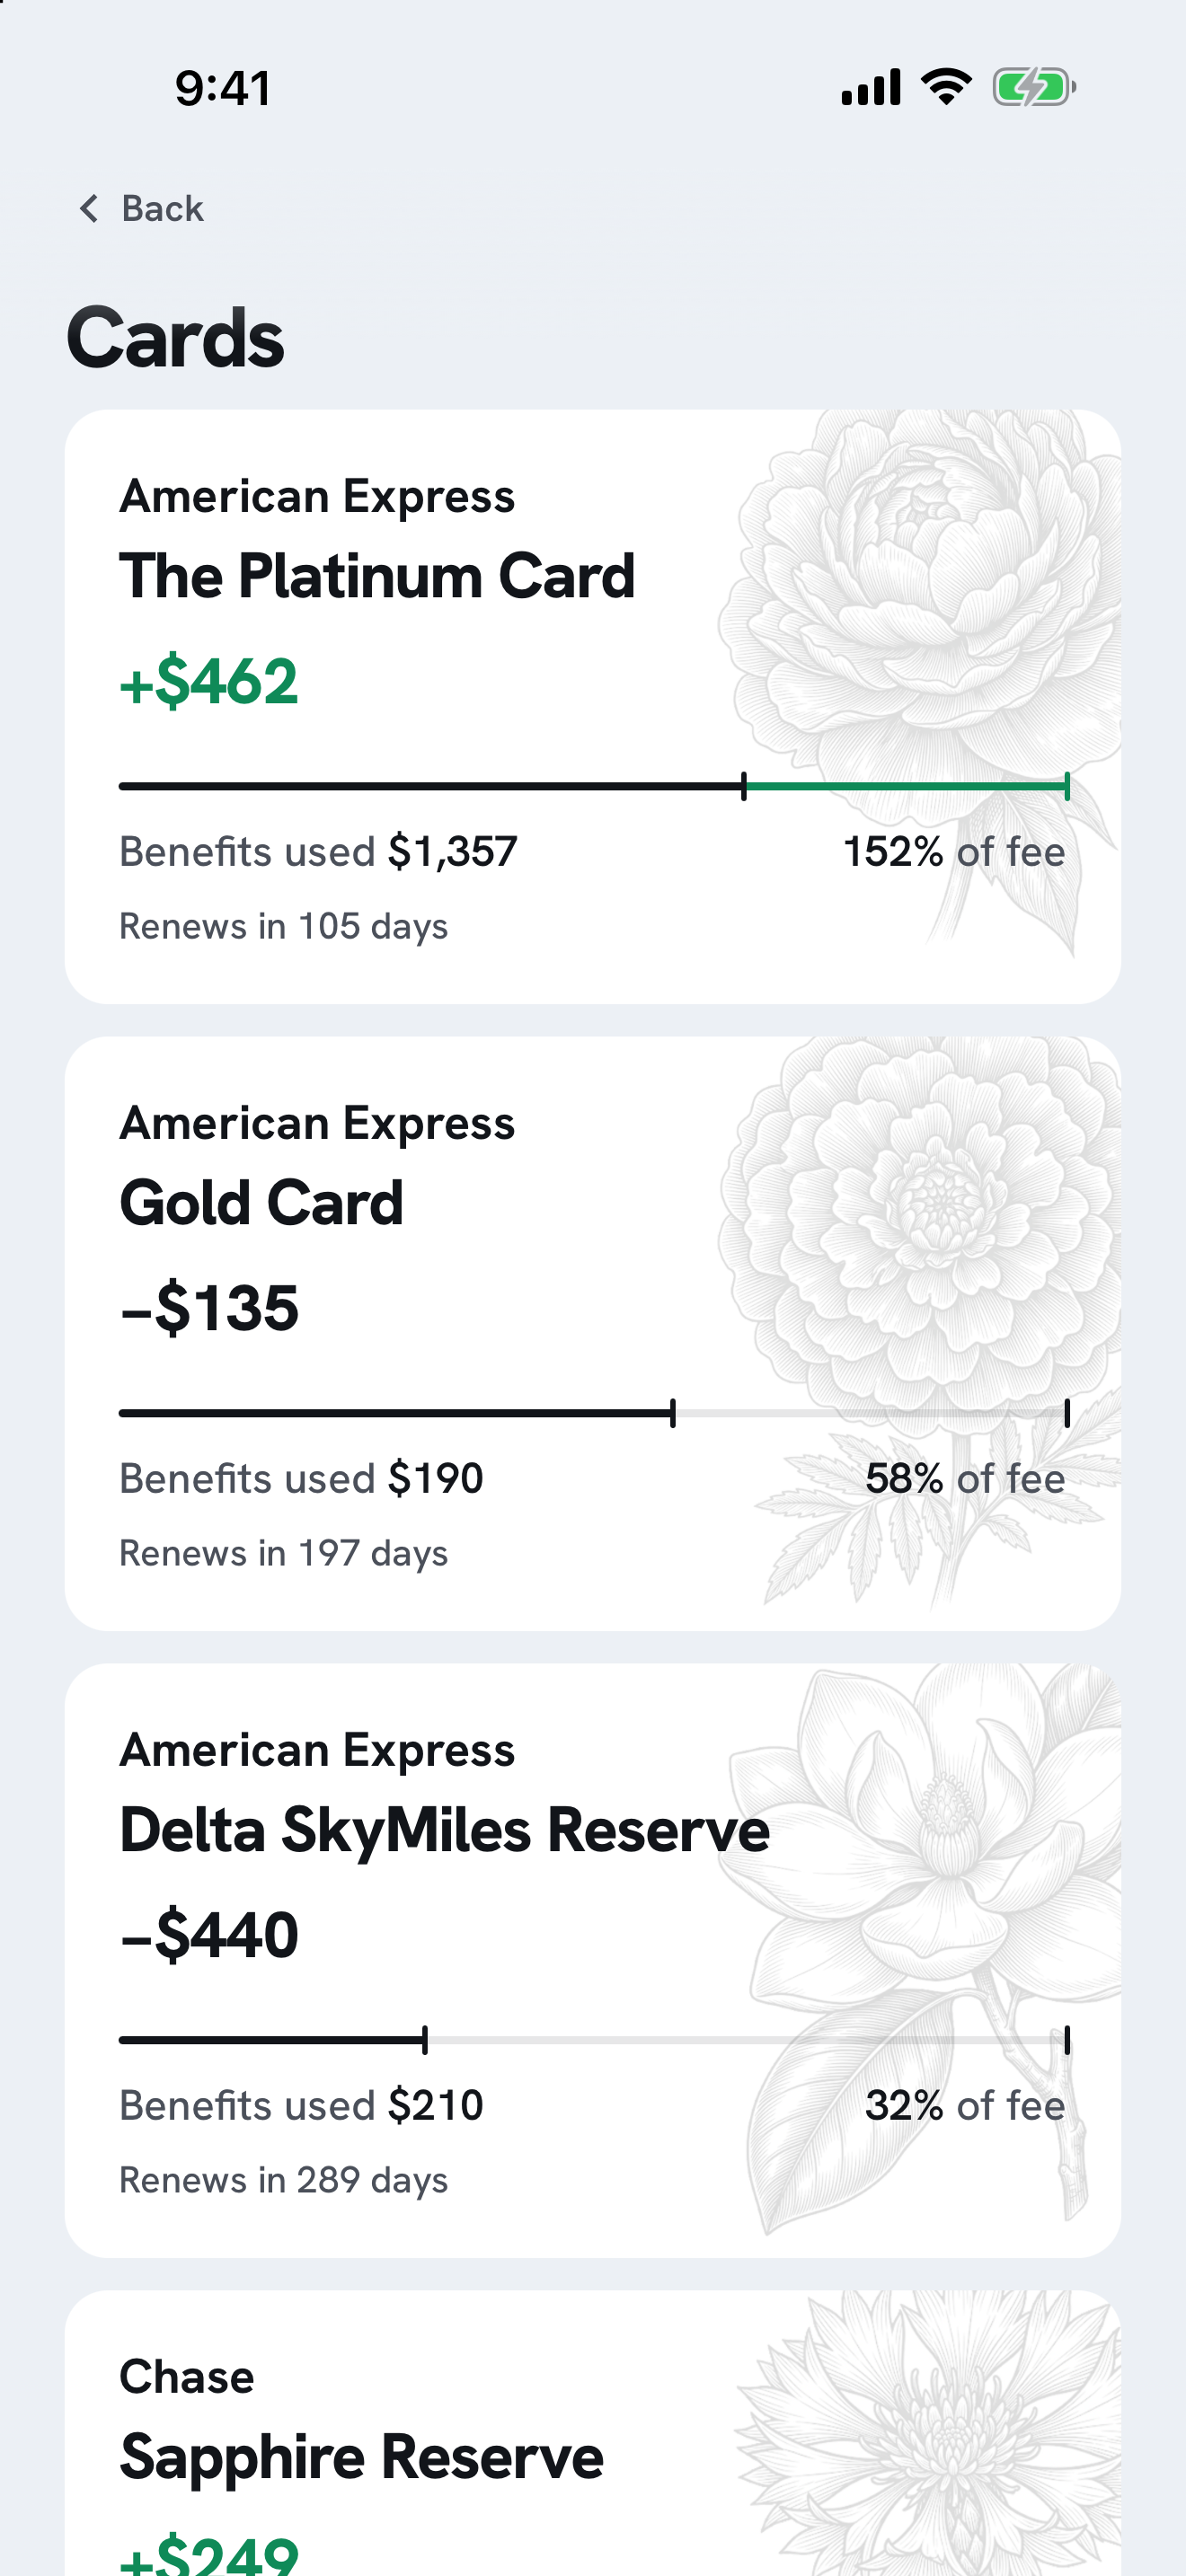 9:41
Back
Cards
American Express
The Platinum Card
+$462
Benefits used $1,357 152% of fee
Renews in 105 days
American Express
Gold Card
–$135
Benefits used $190 58% of fee
Renews in 197 days
American Express
Delta SkyMiles Reserve
–$440
Benefits used $210 32% of fee
Renews in 289 days
Chase
Sapphire Reserve
+$249